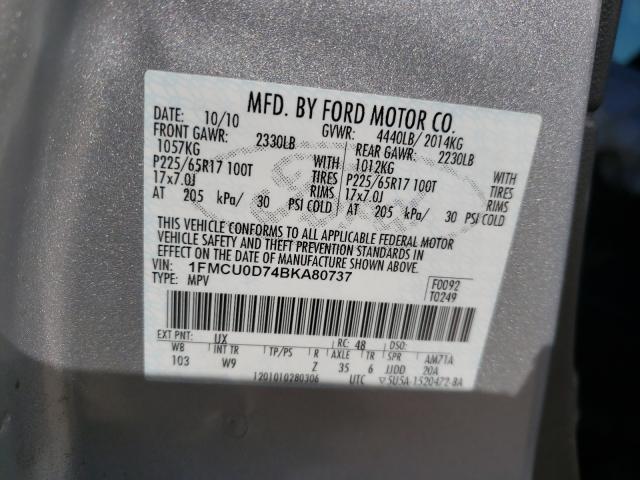 MFD. BY FORD MOTOR CO.
DATE: 10/10 GVWR: 4440LB/ 2014KG
FRONT GAWR: 2330LB REAR GAWR: 2230LB
1057KG WITH 1012KG WITH
P225/65R17 100T TIRES P225/65R17 100T TIRES
17x7.0J RIMS 17x7.0J RIMS
AT 205 kPa/ 30 PSI COLD AT 205 kPa/ 30 PSI COLD
THIS VEHICLE CONFORMS TO ALL APPLICABLE FEDERAL MOTOR
VEHICLE SAFETY AND THEFT PREVENTION STANDARDS IN
EFFECT ON THE DATE OF MANUFACTURE SHOWN ABOVE.
VIN: 1FMCU0D74BKA80737 F0092
TYPE: MPV T0249
EXT PNT: UX RC: 48 DSO:
WB INT TR TP/PS R AXLE TR SPR AM71A
103 W9 Z 35 6 JJDD 20A
1201010280306 UTC 5U5A-1520472-BA